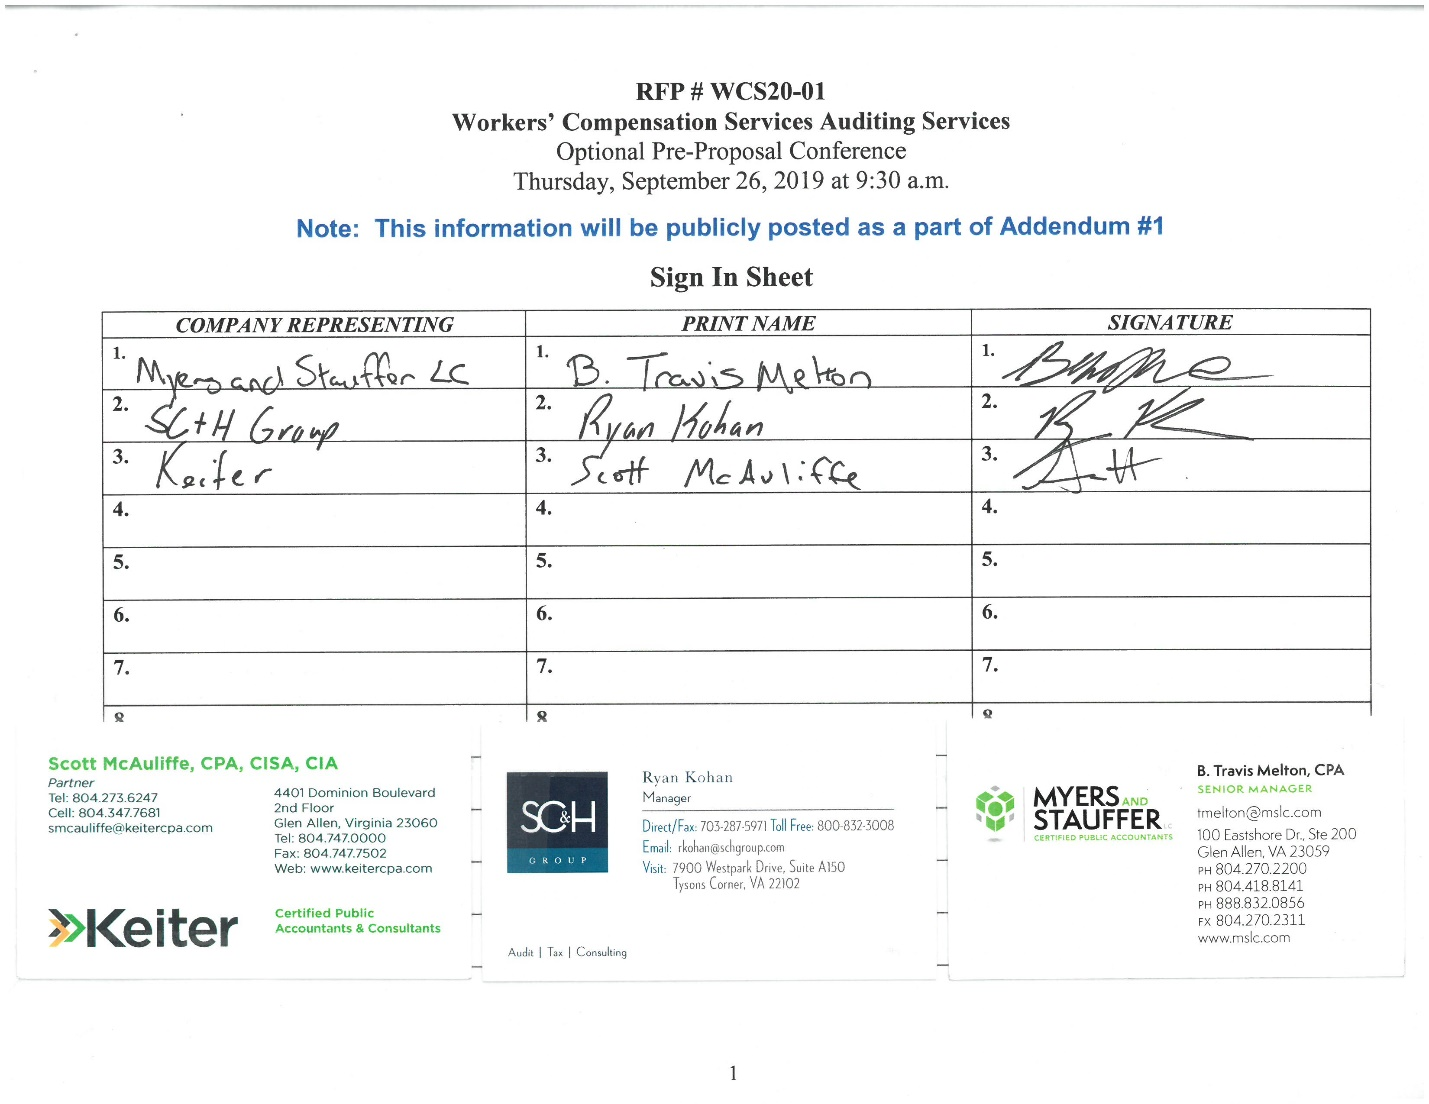 RFP # WCS20-01
Workers' Compensation Services Auditing Services
Optional Pre-Proposal Conference
Thursday, September 26, 2019 at 9:30 a.m.
Note: This information will be publicly posted as a part of Addendum #1
Sign In Sheet
COMPANY REPRESENTING PRINT NAME SIGNATURE
1. Myers and Stauffer LC 1. B. Travis Melton 1.
2. SC+H Group 2. Ryan Kohan 2.
3. Keiter 3. Scott McAuliffe 3.
4. 4. 4.
5. 5. 5.
6. 6. 6.
7. 7. 7.
8 8 8
Scott McAuliffe, CPA, CISA, CIA
Partner
Tel: 804.273.6247
Cell: 804.347.7681
smcauliffe@keitercpa.com
4401 Dominion Boulevard
2nd Floor
Glen Allen, Virginia 23060
Tel: 804.747.0000
Fax: 804.747.7502
Web: www.keitercpa.com
Keiter
Certified Public
Accountants & Consultants
SC&H
GROUP
Ryan Kohan
Manager
Direct/Fax: 703-287-5971 Toll Free: 800-832-3008
Email: rkohan@schgroup.com
Visit: 7900 Westpark Drive, Suite A150
Tysons Corner, VA 22102
Audit | Tax | Consulting
MYERS AND
STAUFFER LC
CERTIFIED PUBLIC ACCOUNTANTS
B. Travis Melton, CPA
SENIOR MANAGER
tmelton@mslc.com
100 Eastshore Dr., Ste 200
Glen Allen, VA 23059
PH 804.270.2200
PH 804.418.8141
PH 888.832.0856
FX 804.270.2311
www.mslc.com
1